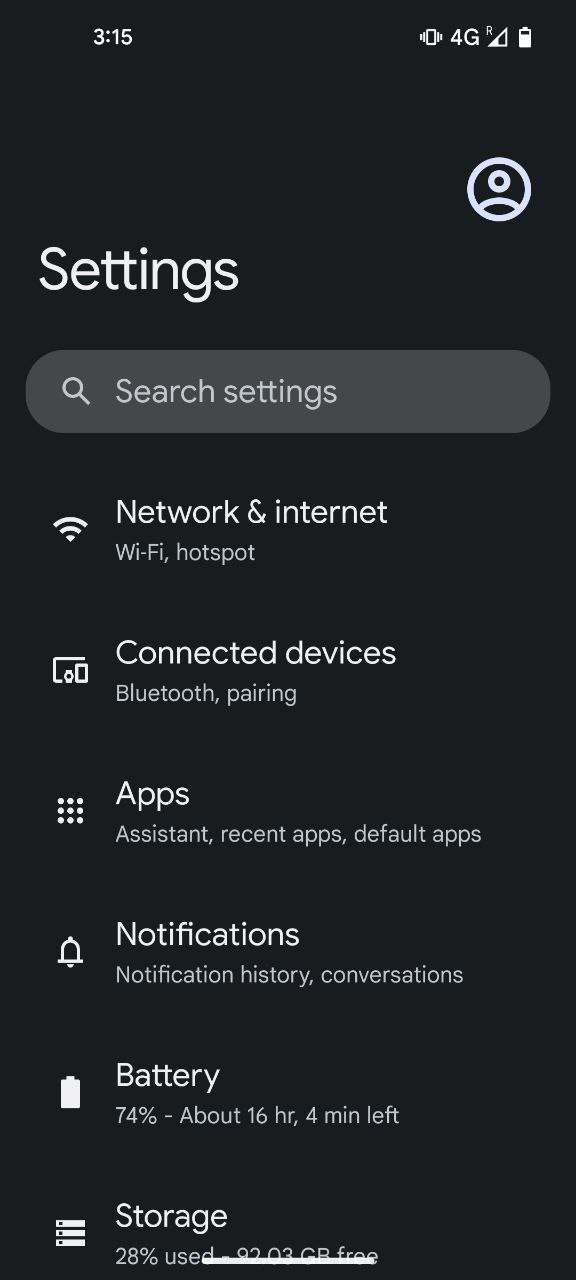 3:15
4G R
Settings
Search settings
Network & internet
Wi-Fi, hotspot
Connected devices
Bluetooth, pairing
Apps
Assistant, recent apps, default apps
Notifications
Notification history, conversations
Battery
74% - About 16 hr, 4 min left
Storage
28% used - 92.03 GB free